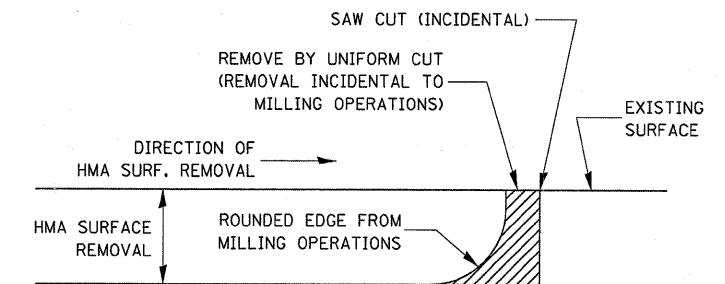 SAW CUT (INCIDENTAL)
REMOVE BY UNIFORM CUT
(REMOVAL INCIDENTAL TO
MILLING OPERATIONS)
EXISTING
SURFACE
DIRECTION OF
HMA SURF. REMOVAL
HMA SURFACE
REMOVAL
ROUNDED EDGE FROM
MILLING OPERATIONS